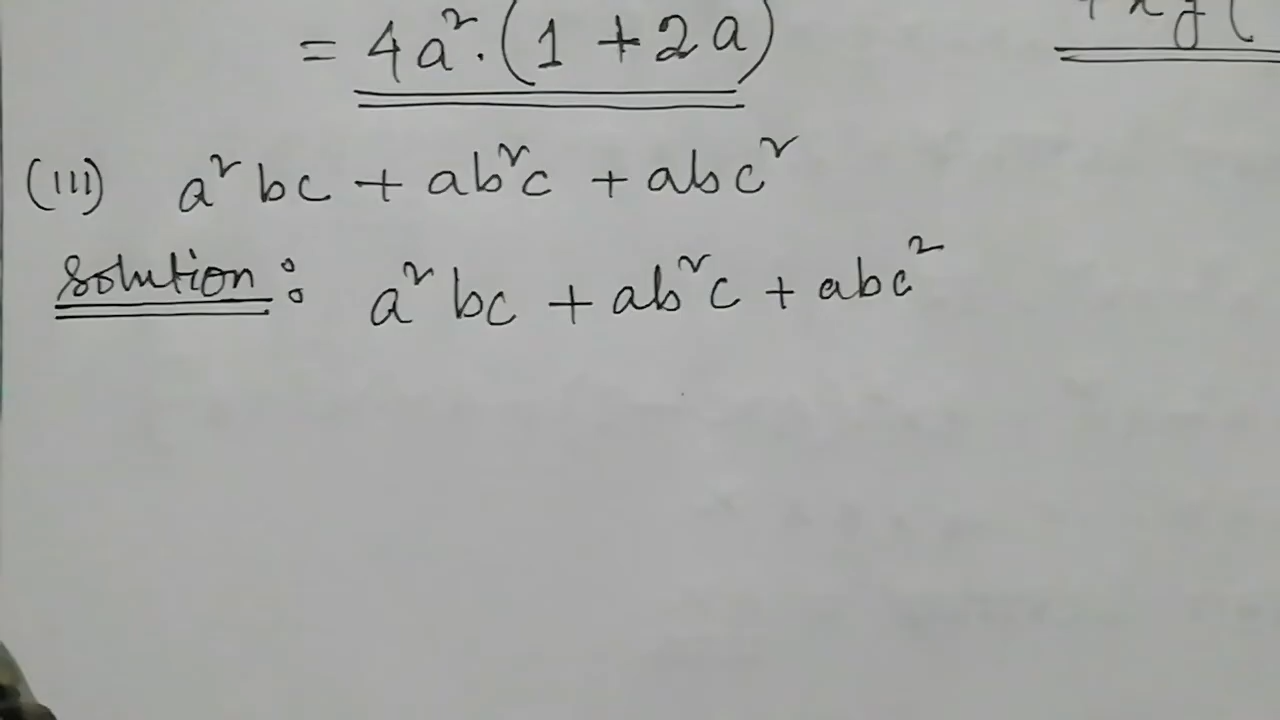 = 4a². (1 + 2a)
(III) a²bc + ab²c + abc²
Solution: a²bc + ab²c + abc²